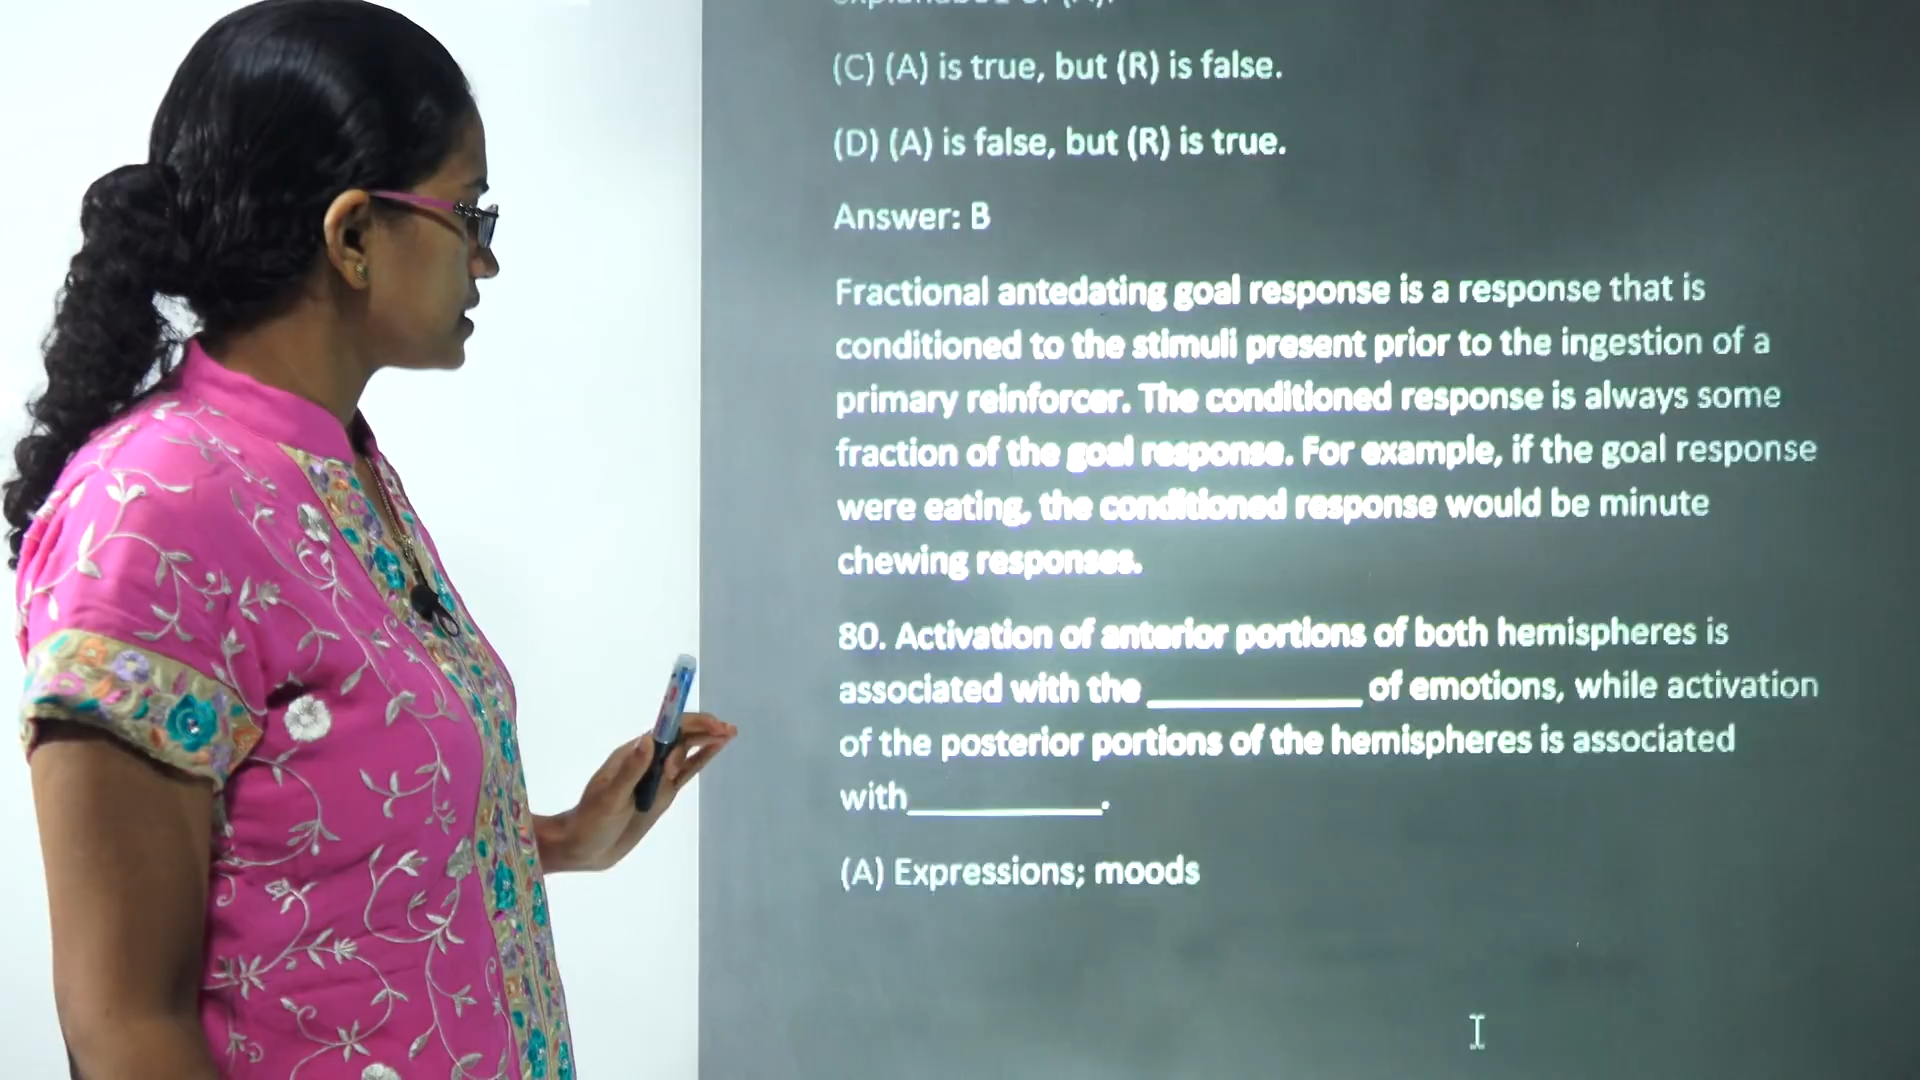 (C) (A) is true, but (R) is false.
(D) (A) is false, but (R) is true.
Answer: B
Fractional antedating goal response is a response that is
conditioned to the stimuli present prior to the ingestion of a
primary reinforcer. The conditioned response is always some
fraction of the goal response. For example, if the goal response
were eating, the conditioned response would be minute
chewing responses.
80. Activation of anterior portions of both hemispheres is
associated with the ____________ of emotions, while activation
of the posterior portions of the hemispheres is associated
with___________.
(A) Expressions; moods